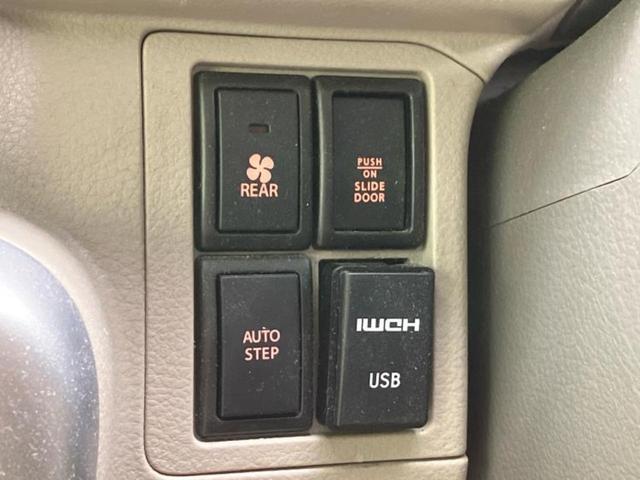 REAR
PUSH
ON
SLIDE
DOOR
AUTO
STEP
HDMI
USB